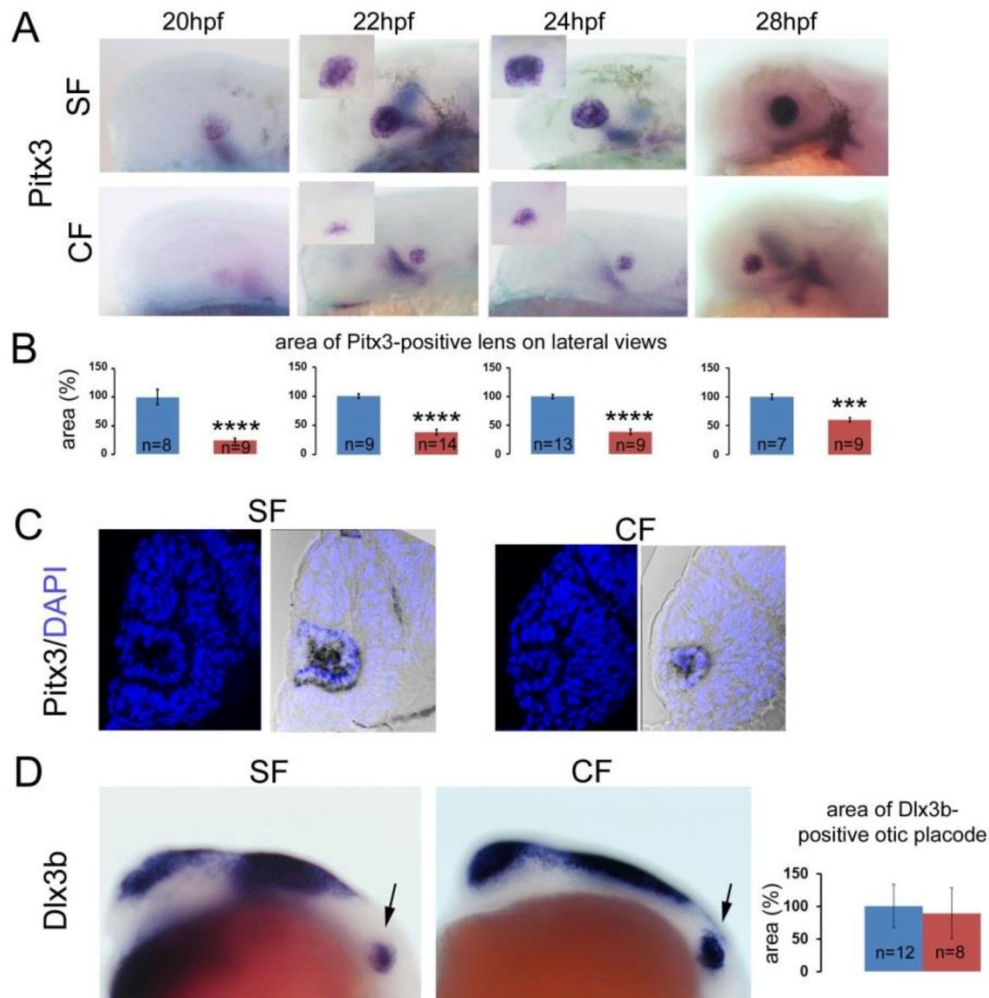 A
20hpf 22hpf 24hpf 28hpf
Pitx3
SF
CF
B
area of Pitx3-positive lens on lateral views
area (%)
150 150 150 150
100 100 100 100
50 50 50 50
0 0 0 0
**** **** **** ***
n=8 n=9 n=9 n=14 n=13 n=9 n=7 n=9
C
SF CF
Pitx3/DAPI
D
SF CF
Dlx3b
area of Dlx3b-
positive otic placode
area (%)
150
100
50
0
n=12 n=8